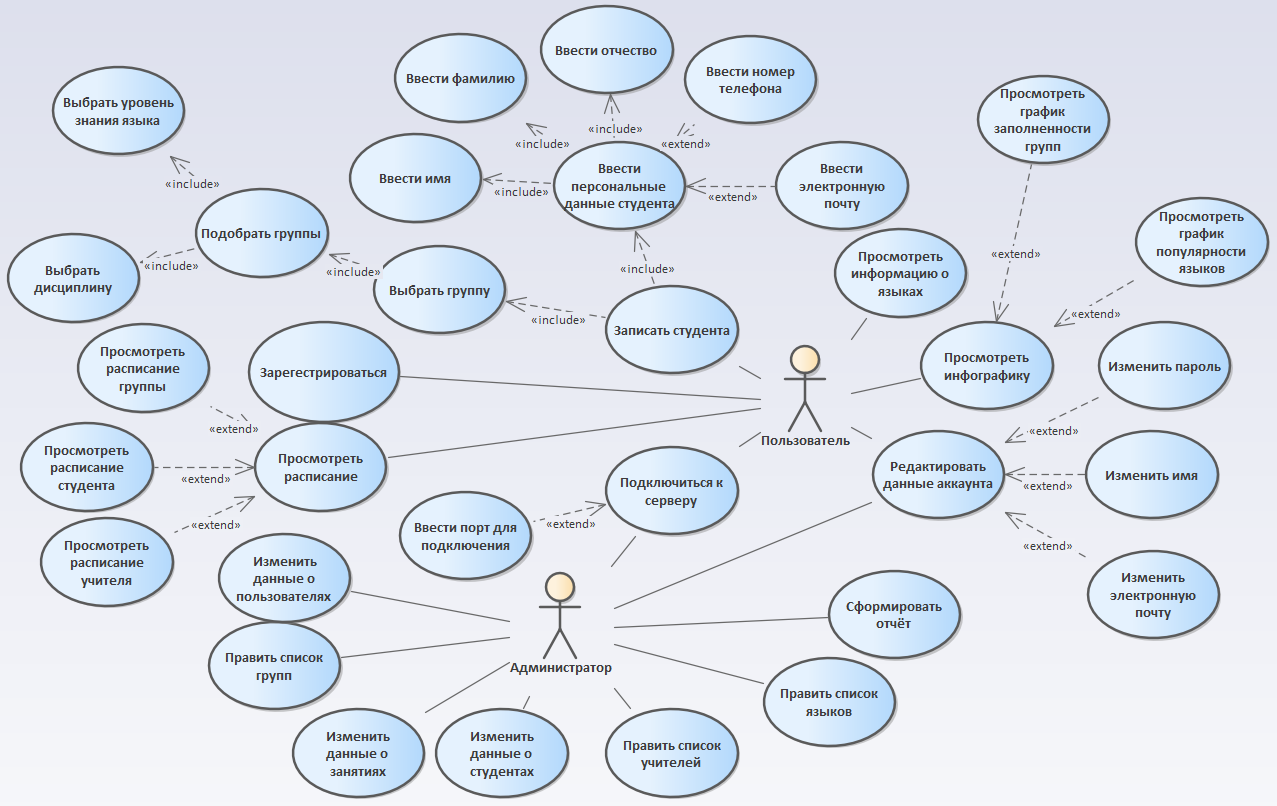 Ввести отчество
Ввести фамилию
Ввести номер
телефона
Выбрать уровень
знания языка
Просмотреть
график
заполненности
групп
«include»
«include»
«extend»
Ввести имя
«include»
Ввести
персональные
данные студента
«extend»
Ввести
электронную
почту
«include»
Подобрать группы
Просмотреть
график
популярности
языков
Выбрать
дисциплину
«include»
«include»
Выбрать группу
«include»
Просмотреть
информацию о
языках
«extend»
«extend»
«include»
Записать студента
Просмотреть
расписание
группы
Зарегестрироваться
Просмотреть
инфографику
Изменить пароль
«extend»
Пользователь
«extend»
Просмотреть
расписание
студента
«extend»
Просмотреть
расписание
Подключиться к
серверу
Редактировать
данные аккаунта
«extend»
Изменить имя
«extend»
Ввести порт для
подключения
«extend»
«extend»
Просмотреть
расписание
учителя
Изменить
данные о
пользователях
Изменить
электронную
почту
Сформировать
отчёт
Править список
групп
Администратор
Править список
языков
Изменить
данные о
занятиях
Изменить
данные о
студентах
Править список
учителей